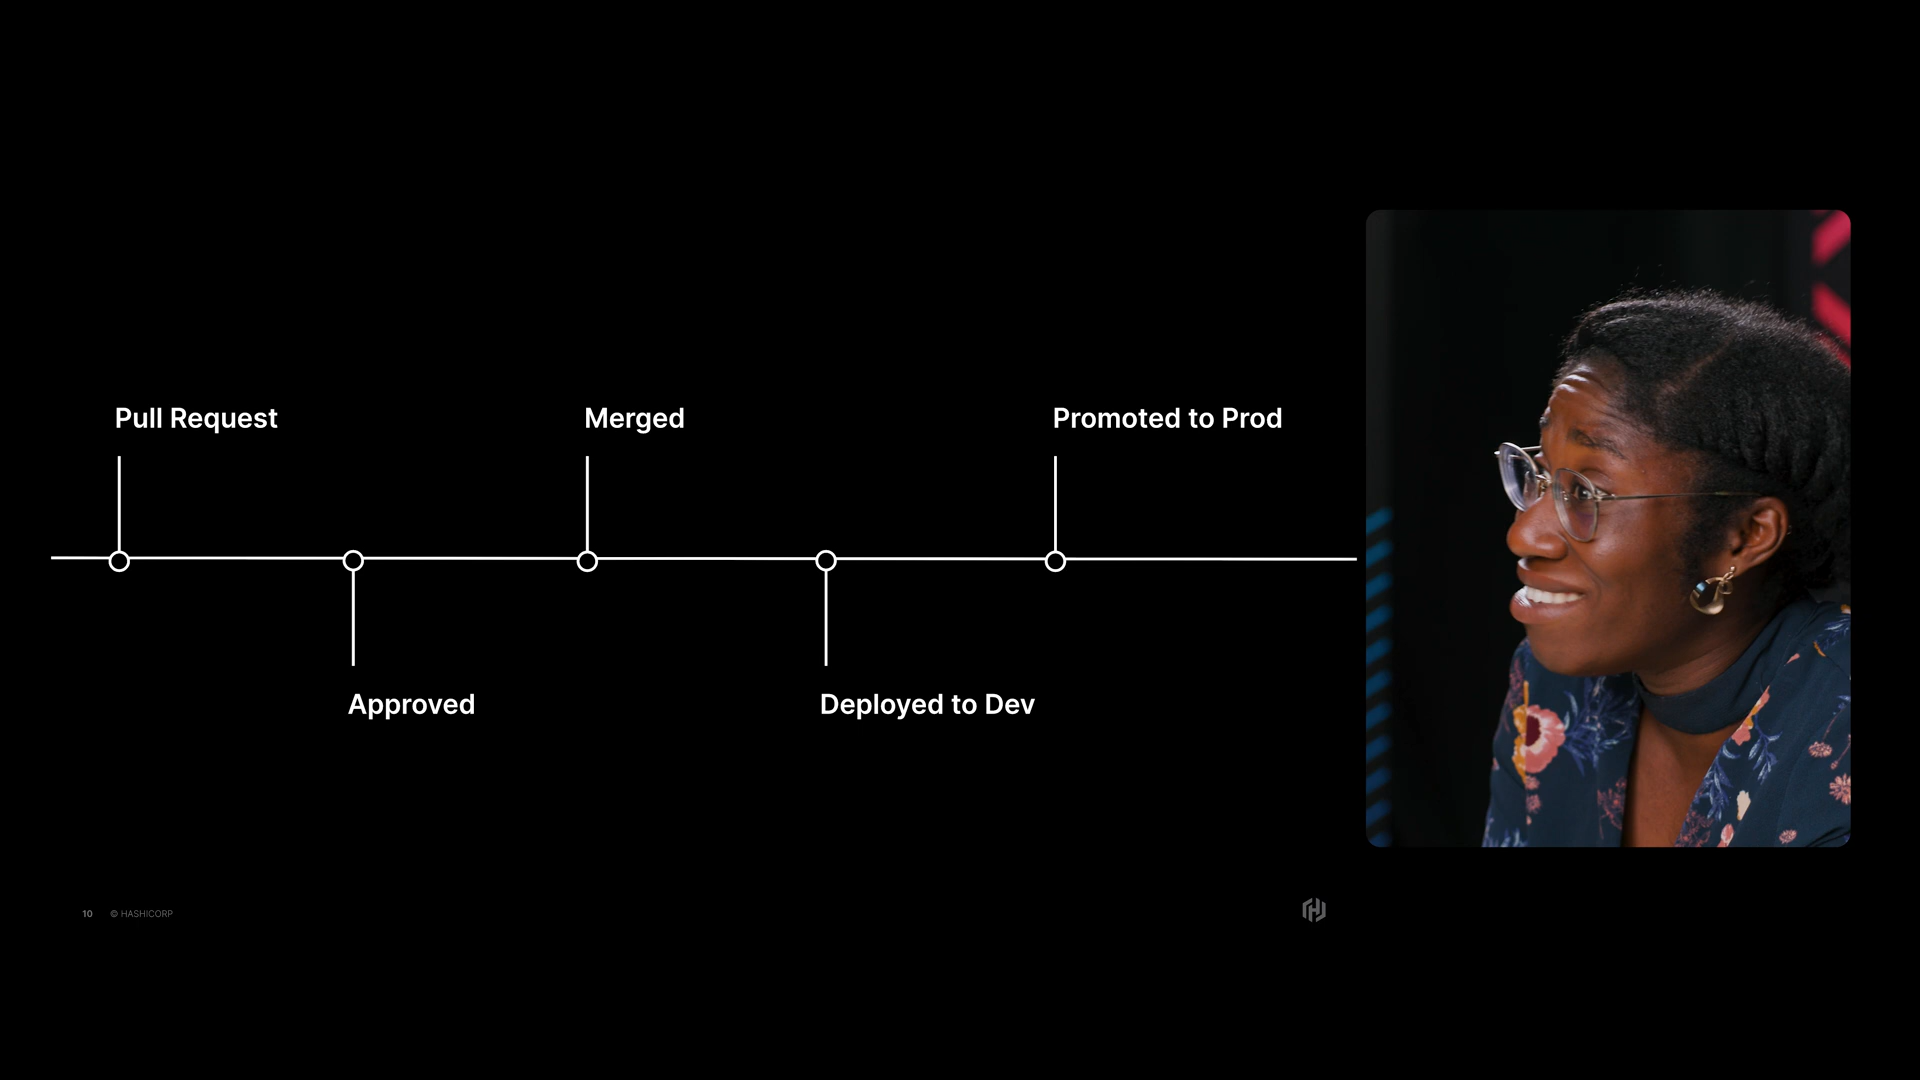 Pull Request
Merged
Promoted to Prod
Approved
Deployed to Dev
10 © HASHICORP